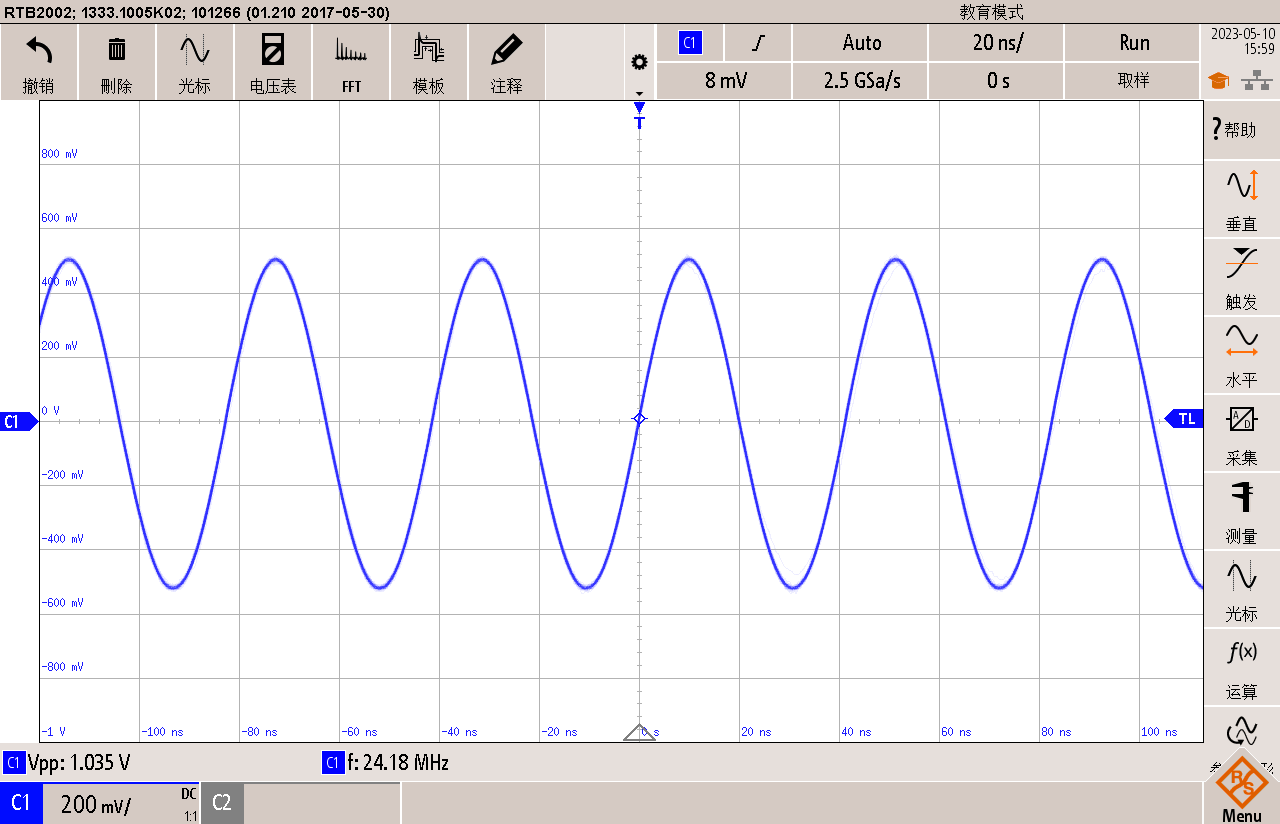 RTB2002; 1333.1005K02; 101266 (01.210 2017-05-30)
教育模式
撤销
删除
光标
电压表
FFT
模板
注释
C1
Auto
20 ns/
Run
8 mV
2.5 GSa/s
0 s
取样
2023-05-10
15:59
?帮助
垂直
触发
水平
A
D
采集
测量
光标
f(x)
运算
T
800 mV
600 mV
400 mV
200 mV
0 V
-200 mV
-400 mV
-600 mV
-800 mV
-1 V
C1
TL
-100 ns
-80 ns
-60 ns
-40 ns
-20 ns
0 s
20 ns
40 ns
60 ns
80 ns
100 ns
C1 Vpp: 1.035 V
C1 f: 24.18 MHz
C1
200 mV/
DC
1:1
C2
R&S
Menu